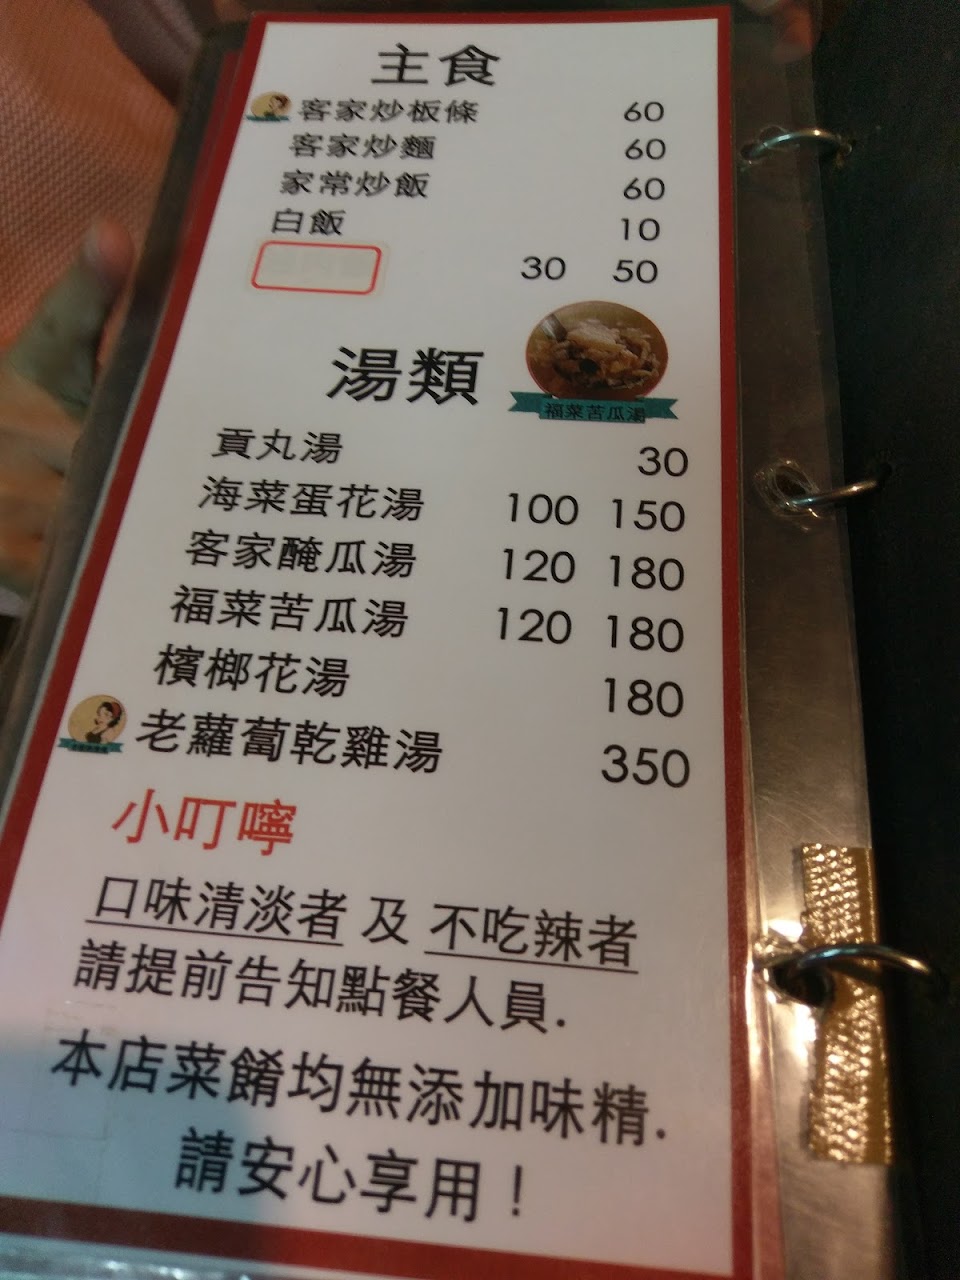 主食
客家炒板條 60
客家炒麵 60
家常炒飯 60
白飯 10
30 50
湯類
福菜苦瓜湯
貢丸湯 30
海菜蛋花湯 100 150
客家醃瓜湯 120 180
福菜苦瓜湯 120 180
檳榔花湯 180
老蘿蔔乾雞湯 350
小叮嚀
口味清淡者 及 不吃辣者
請提前告知點餐人員.
本店菜餚均無添加味精.
請安心享用！